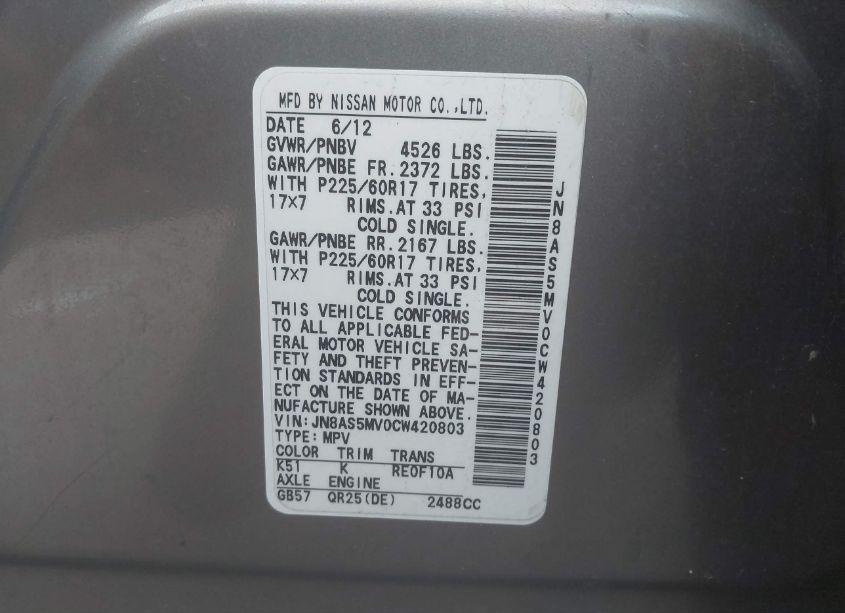 MFD BY NISSAN MOTOR CO.,LTD.
DATE 6/12
GVWR/PNBV 4526 LBS.
GAWR/PNBE FR. 2372 LBS.
WITH P225/60R17 TIRES,
17×7 RIMS.AT 33 PSI
COLD SINGLE.
GAWR/PNBE RR. 2167 LBS.
WITH P225/60R17 TIRES,
17×7 RIMS.AT 33 PSI
COLD SINGLE.
THIS VEHICLE CONFORMS
TO ALL APPLICABLE FED-
ERAL MOTOR VEHICLE SA-
FETY AND THEFT PREVEN-
TION STANDARDS IN EFF-
ECT ON THE DATE OF MA-
NUFACTURE SHOWN ABOVE.
VIN:JN8AS5MV0CW420803
TYPE:MPV
COLOR TRIM TRANS
K51 K RE0F10A
AXLE ENGINE
GB57 QR25(DE) 2488CC
JN8AS5MV0CW420803